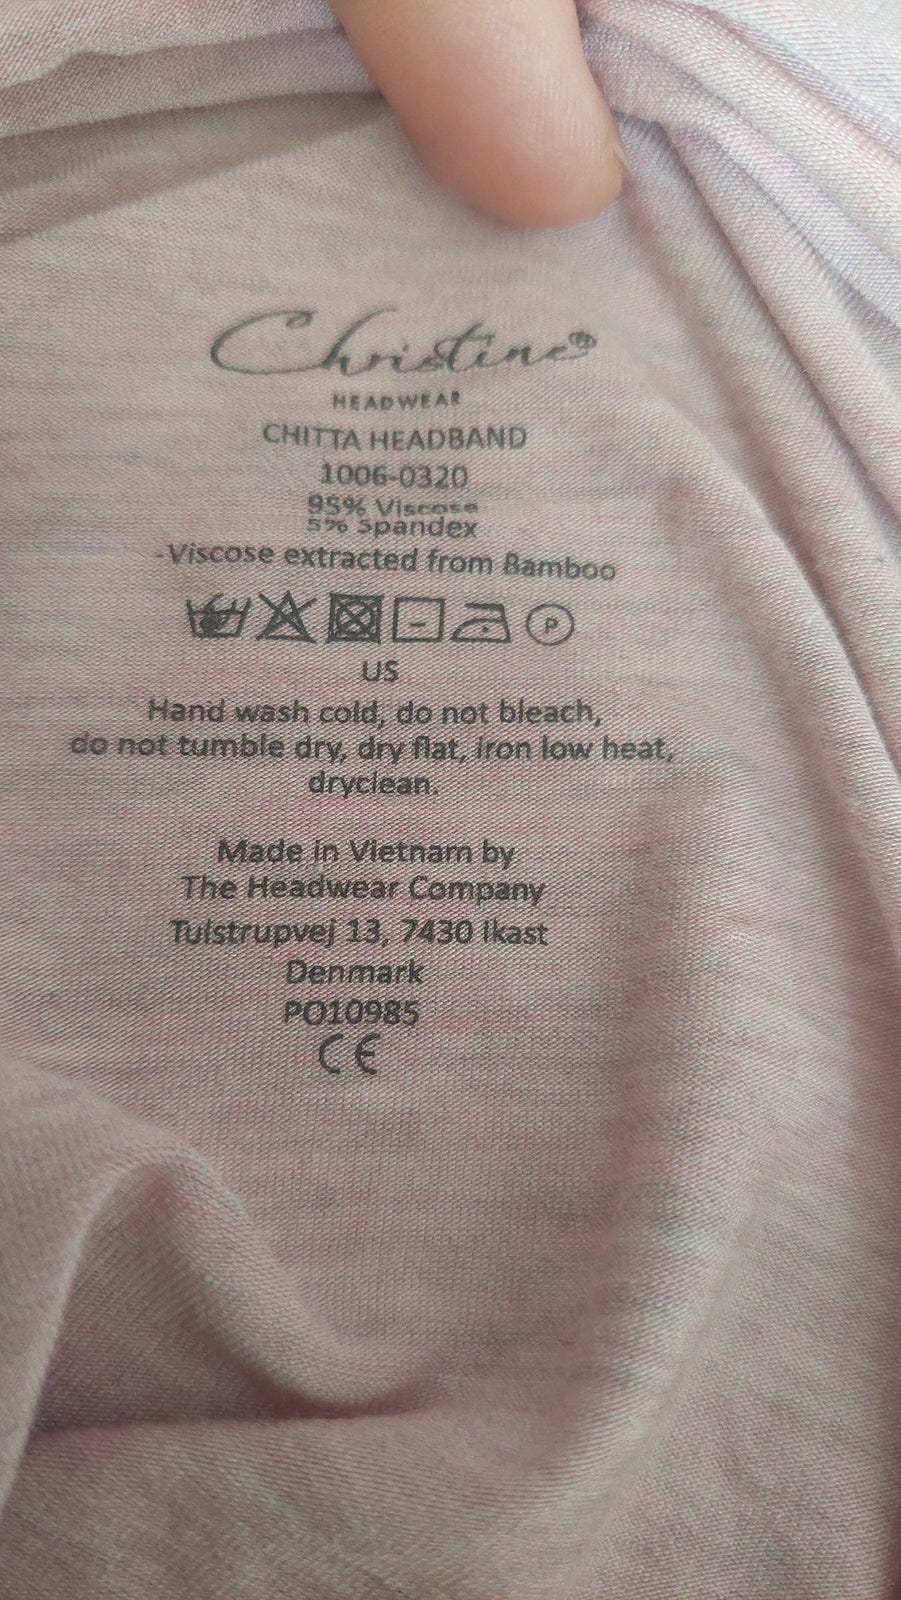 Christine®
HEADWEAR
CHITTA HEADBAND
1006-0320
95% Viscose
5% Spandex
-Viscose extracted from Bamboo
P
US
Hand wash cold, do not bleach,
do not tumble dry, dry flat, iron low heat,
dryclean.
Made in Vietnam by
The Headwear Company
Tulstrupvej 13, 7430 Ikast
Denmark
PO10985
CE